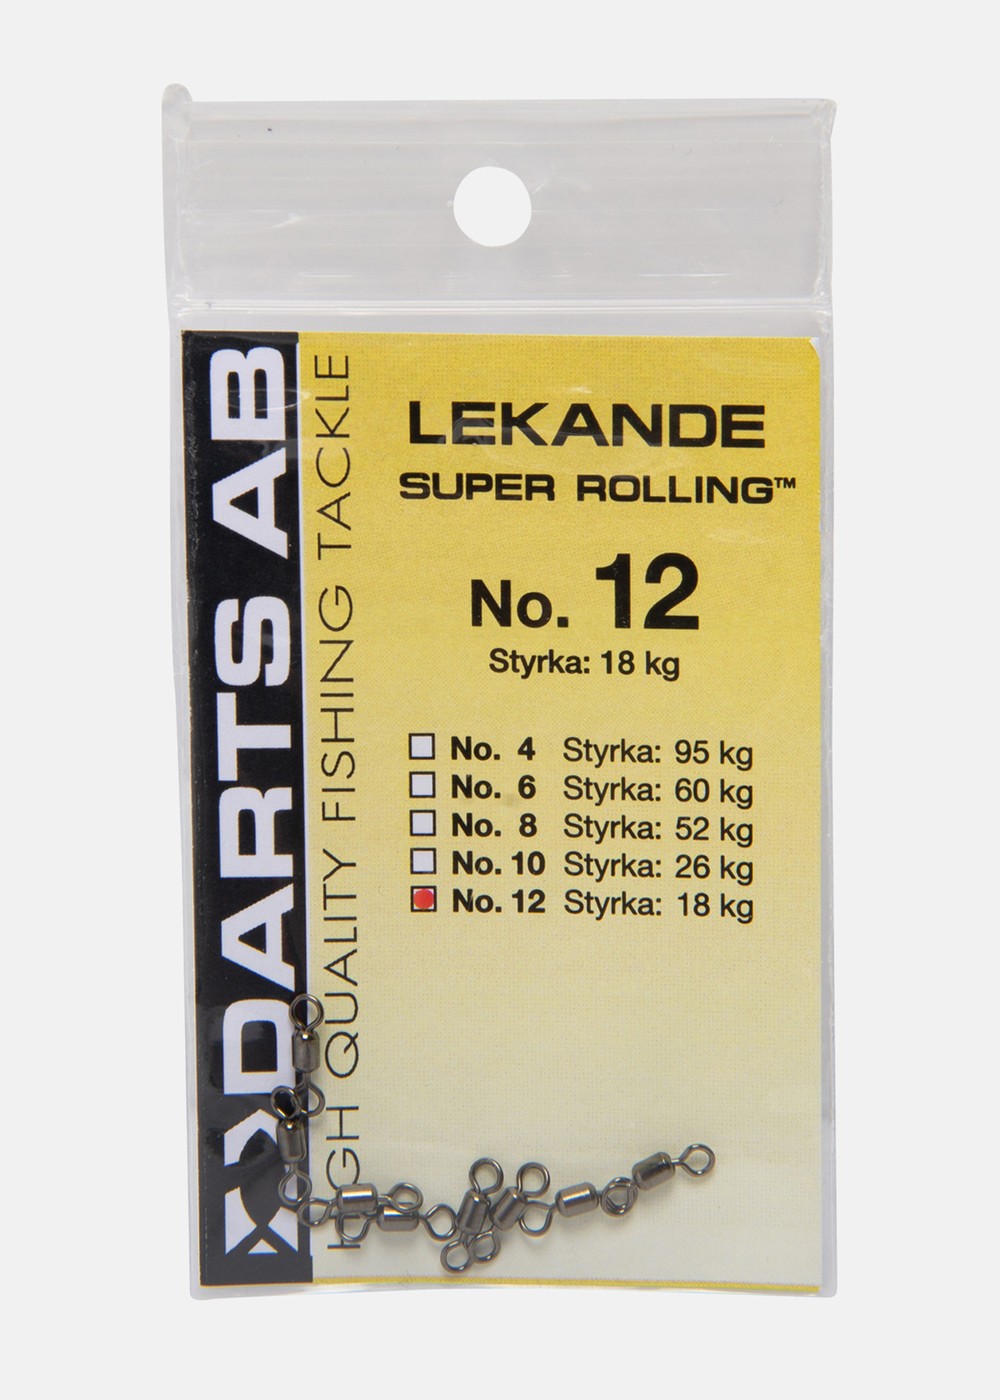 DARTS AB
HIGH QUALITY FISHING TACKLE
LEKANDE
SUPER ROLLING™
No. 12
Styrka: 18 kg
No. 4 Styrka: 95 kg
No. 6 Styrka: 60 kg
No. 8 Styrka: 52 kg
No. 10 Styrka: 26 kg
No. 12 Styrka: 18 kg